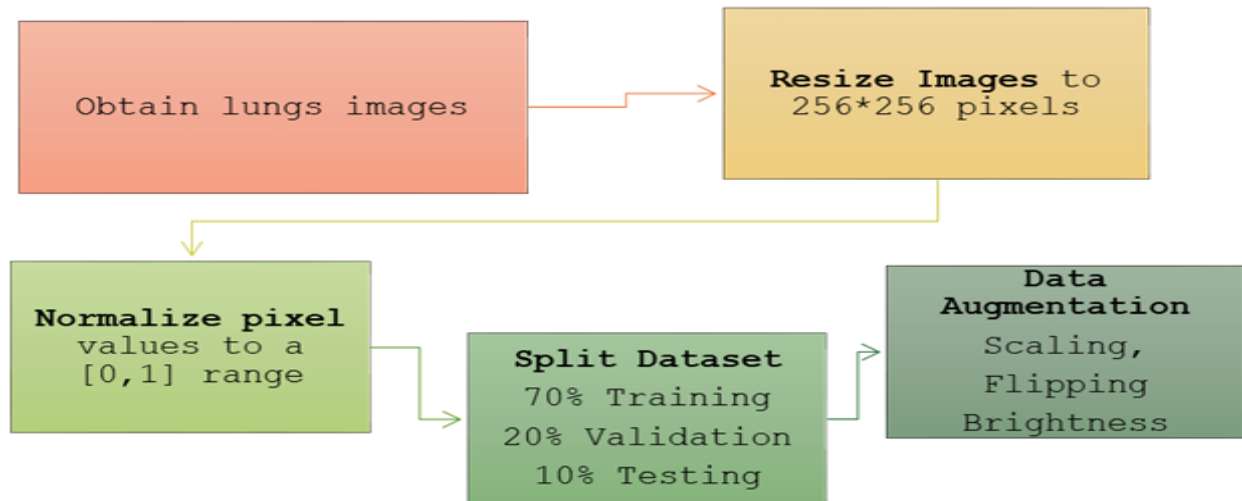 Obtain lungs images
Resize Images to
256*256 pixels
Normalize pixel
values to a
[0,1] range
Split Dataset
70% Training
20% Validation
10% Testing
Data
Augmentation
Scaling,
Flipping
Brightness